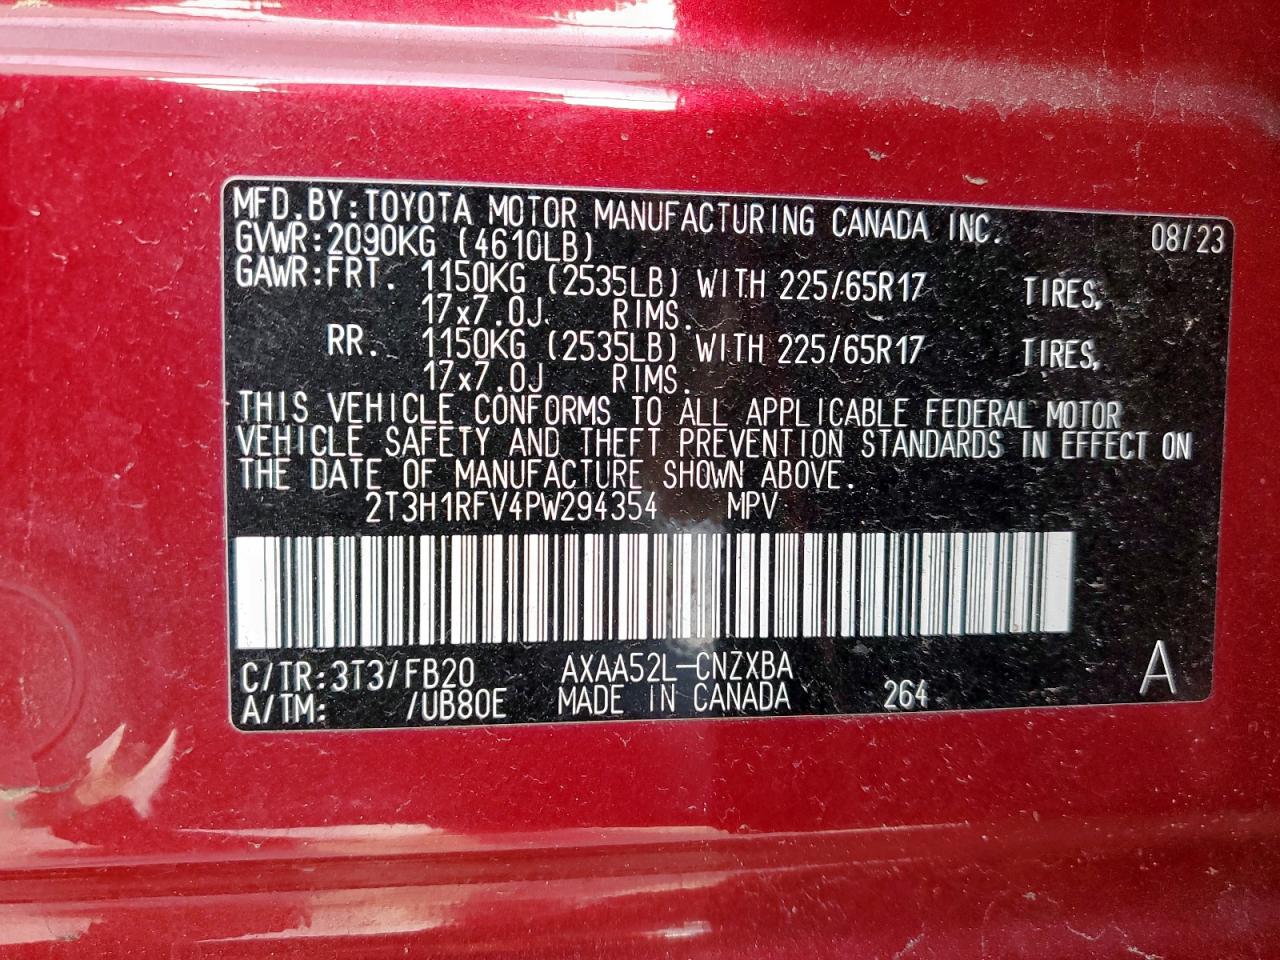 MFD.BY:TOYOTA MOTOR MANUFACTURING CANADA INC. 08/23
GVWR:2090KG (4610LB)
GAWR:FRT. 1150KG (2535LB) WITH 225/65R17 TIRES,
17x7.0J. RIMS.
RR. 1150KG (2535LB) WITH 225/65R17 TIRES,
17x7.0J RIMS.
THIS VEHICLE CONFORMS TO ALL APPLICABLE FEDERAL MOTOR
VEHICLE SAFETY AND THEFT PREVENTION STANDARDS IN EFFECT ON
THE DATE OF MANUFACTURE SHOWN ABOVE.
2T3H1RFV4PW294354 MPV
C/TR:3T3/FB20 AXAA52L-CNZXBA A
A/TM: /UB80E MADE IN CANADA 264